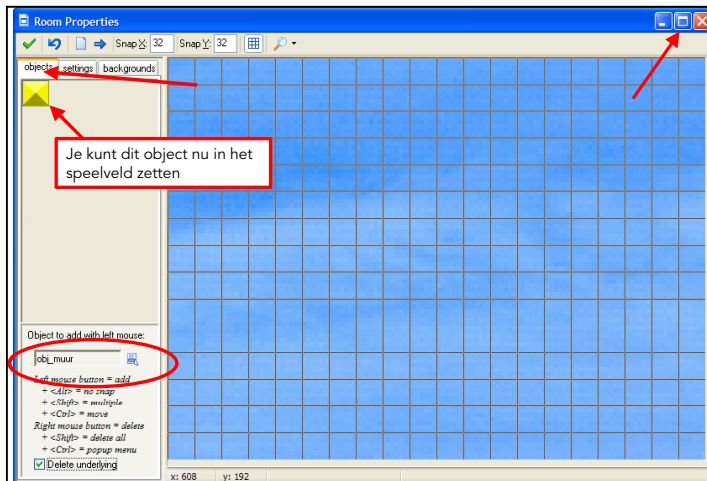 Room Properties
Snap X: 32 Snap Y: 32
objects settings backgrounds
Je kunt dit object nu in het
speelveld zetten
Object to add with left mouse:
obj_muur
Left mouse button = add
+ <Alt> = no snap
+ <Shift> = multiple
+ <Ctrl> = move
Right mouse button = delete
+ <Shift> = delete all
+ <Ctrl> = popup menu
Delete underlying
x: 608 y: 192